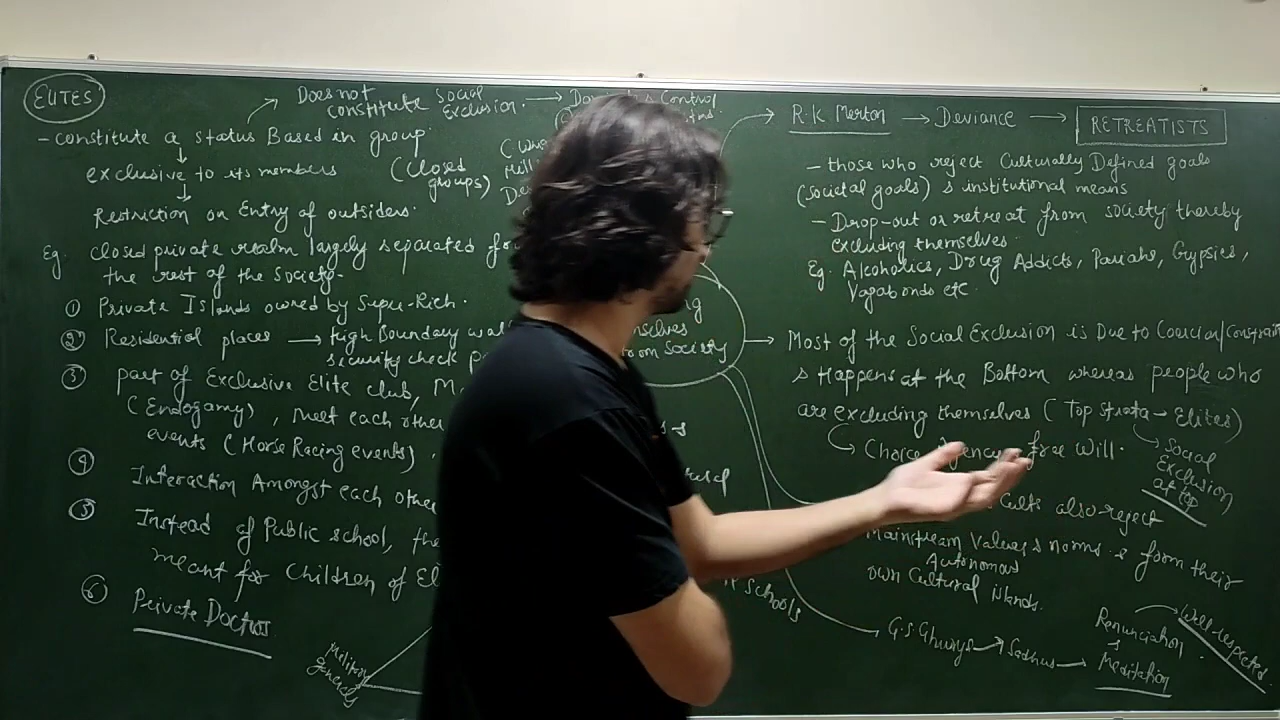 ELITES
- constitute a status Based in group.
exclusive to its members (closed groups)
Restriction on Entry of outsiders.
Does not constitute Social Exclusion.
Control
Eg. closed private realm largely separated
the rest of the Society-
① Private Islands owned by Super-Rich.
② Residential places → high Boundary
security check
③ part of Exclusive Elite club,
(Endogamy), meet each
events (Horse Racing events),
④ Interaction Amongst each
⑤ Instead of Public school,
meant for Children of
⑥ Private Doctors
Military Generals
from Society
Schools
R.K Merton → Deviance → RETREATISTS
- those who reject Culturally Defined goals
(societal goals) & institutional means
- Drop-out or retreat from society thereby
excluding themselves.
Eg. Alcoholics, Drug Addicts, Pariahs, Gypsies,
Vagabonds etc.
Most of the Social Exclusion is Due to Coercion/Constrain
& Happens at the Bottom whereas people who
are excluding themselves (Top Strata → Elites)
Choice, Agency, free Will.
Social Exclusion at top
Cults also reject
Mainstream Values & norms & form their
Autonomous
own Cultural islands.
G.S Ghurye → Sadhus → Renunciation & Meditation
Well-respected.